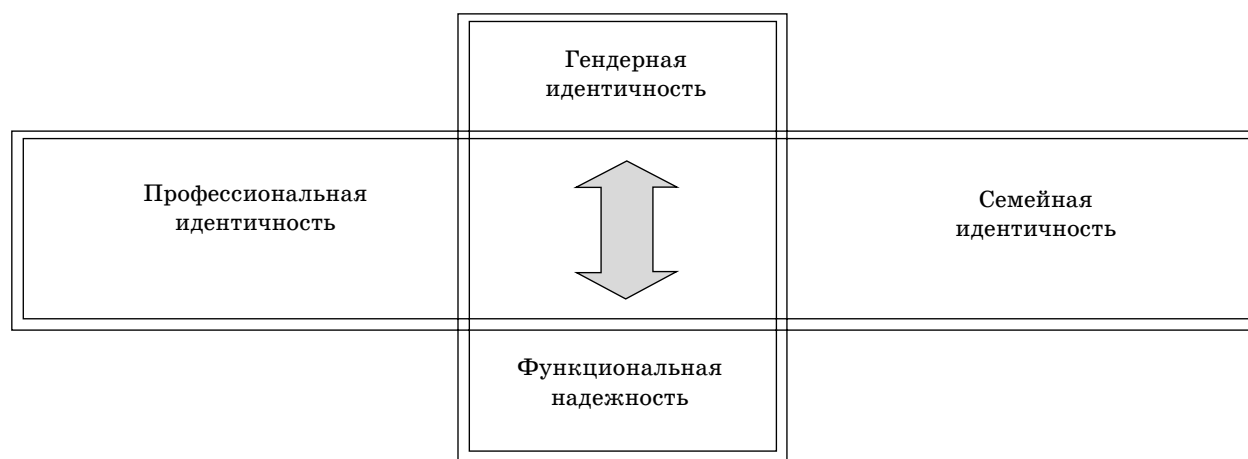 Гендерная
идентичность
Профессиональная
идентичность
Семейная
идентичность
Функциональная
надежность